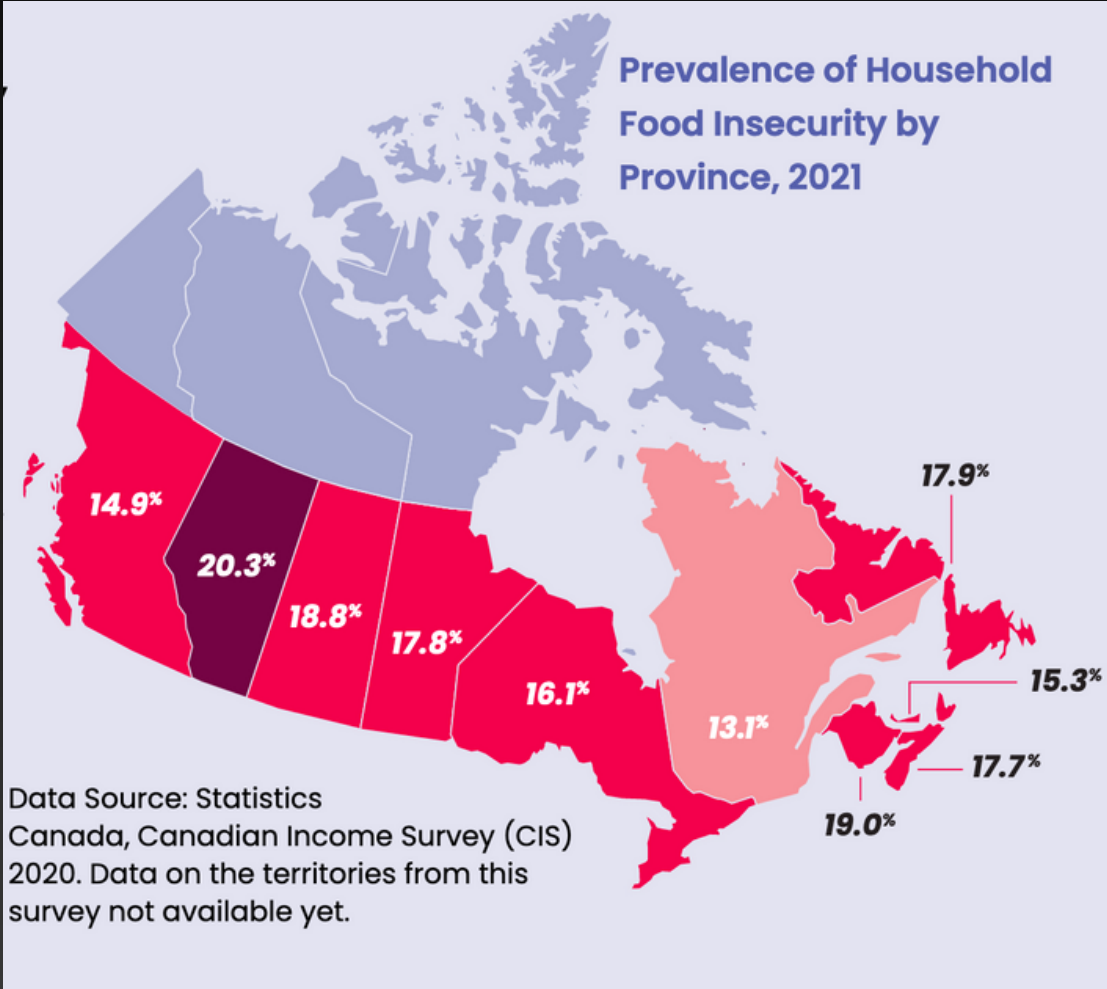 Prevalence of Household
Food Insecurity by
Province, 2021
17.9%
14.9%
20.3%
18.8%
17.8%
16.1%
13.1%
15.3%
17.7%
19.0%
Data Source: Statistics
Canada, Canadian Income Survey (CIS)
2020. Data on the territories from this
survey not available yet.